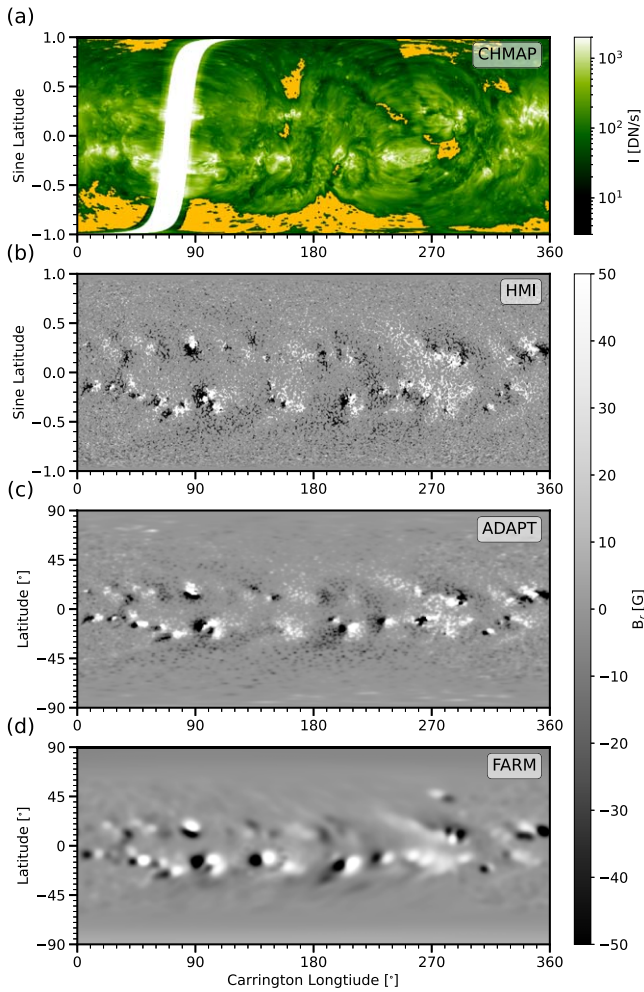 (a)
CHMAP
Sine Latitude
1.0
0.5
0.0
−0.5
−1.0
0 90 180 270 360
10³
10²
10¹
I [DN/s]
(b)
HMI
Sine Latitude
1.0
0.5
0.0
−0.5
−1.0
0 90 180 270 360
(c)
ADAPT
Latitude [°]
90
45
0
−45
−90
0 90 180 270 360
(d)
FARM
Latitude [°]
90
45
0
−45
−90
0 90 180 270 360
Carrington Longtiude [°]
50
40
30
20
10
0
−10
−20
−30
−40
−50
Bᵣ [G]